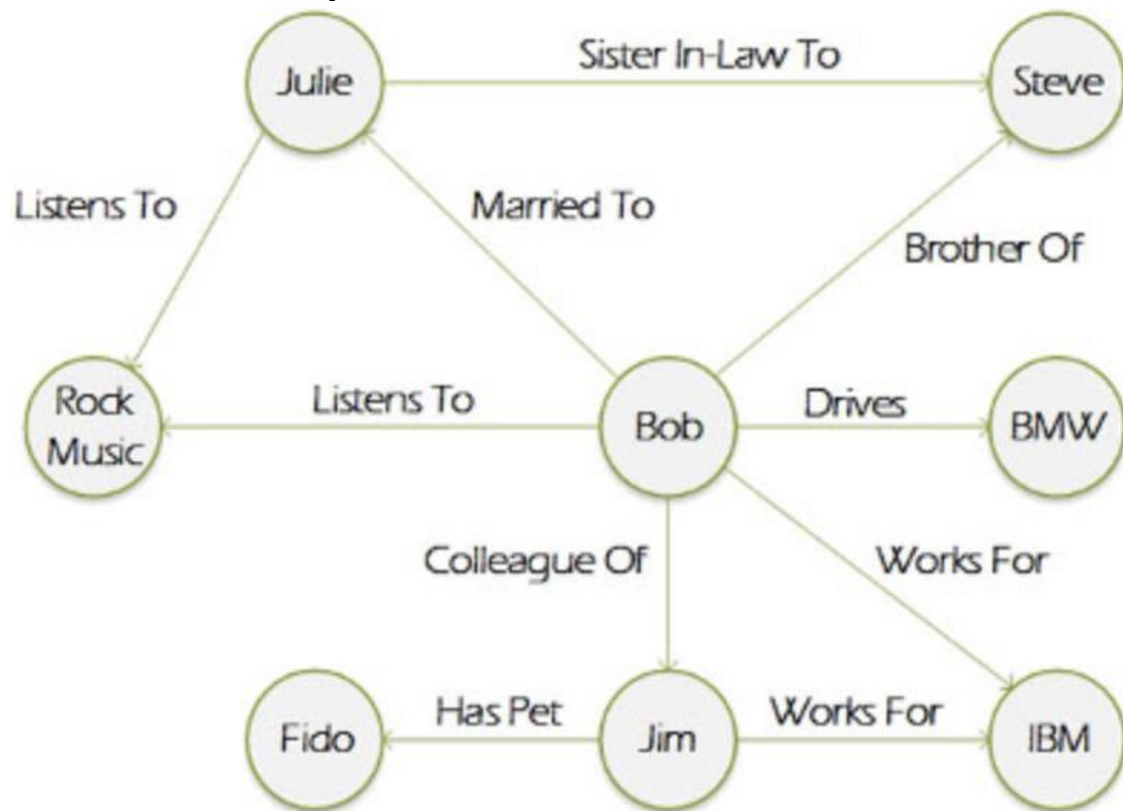 Sister In-Law To
Julie
Steve
Listens To
Married To
Brother Of
Rock
Music
Listens To
Bob
Drives
BMW
Colleague Of
Works For
Fido
Has Pet
Jim
Works For
IBM